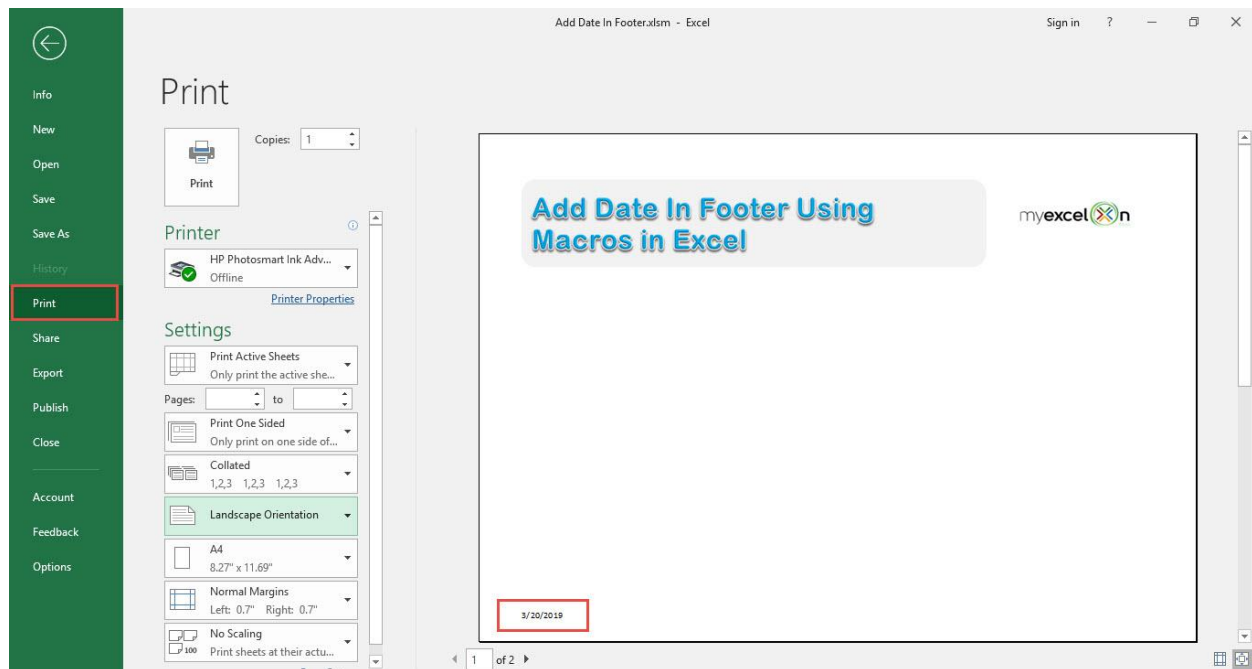 Add Date In Footer.xlsm - Excel
Sign in ?
Info
New
Open
Save
Save As
History
Print
Share
Export
Publish
Close
Account
Feedback
Options
Print
Print
Copies: 1
Printer
HP Photosmart Ink Adv...
Offline
Printer Properties
Settings
Print Active Sheets
Only print the active she...
Pages: to
Print One Sided
Only print on one side of...
Collated
1,2,3 1,2,3 1,2,3
Landscape Orientation
A4
8.27" x 11.69"
Normal Margins
Left: 0.7" Right: 0.7"
No Scaling
100
Print sheets at their actu...
Add Date In Footer Using
Macros in Excel
myexcelXn
3/20/2019
1 of 2